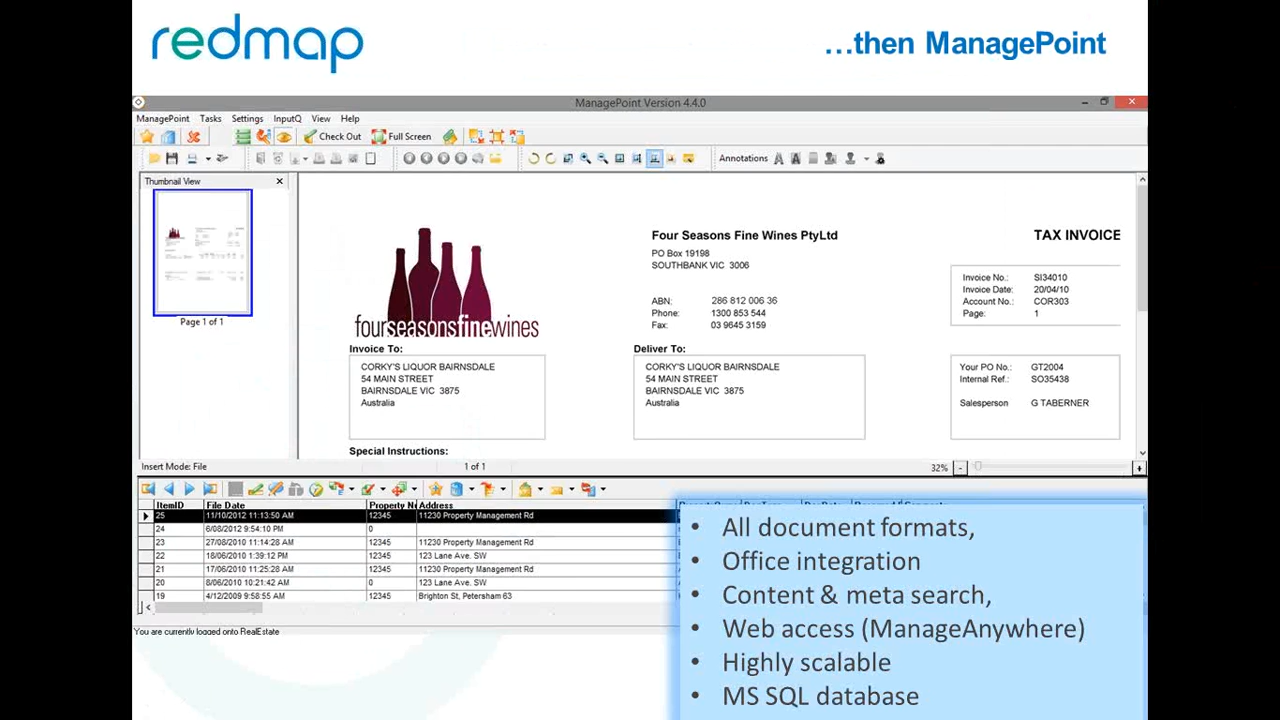 redmap
…then ManagePoint
ManagePoint Version 4.4.0
ManagePoint Tasks Settings InputQ View Help
Check Out Full Screen
Annotations
Thumbnail View
Page 1 of 1
fourseasonsfinewines
Four Seasons Fine Wines PtyLtd
PO Box 19198
SOUTHBANK VIC 3006
ABN: 286 812 006 36
Phone: 1300 853 544
Fax: 03 9645 3159
TAX INVOICE
Invoice No.: SI34010
Invoice Date: 20/04/10
Account No.: COR303
Page: 1
Invoice To:
CORKY'S LIQUOR BAIRNSDALE
54 MAIN STREET
BAIRNSDALE VIC 3875
Australia
Deliver To:
CORKY'S LIQUOR BAIRNSDALE
54 MAIN STREET
BAIRNSDALE VIC 3875
Australia
Your PO No.: GT2004
Internal Ref.: SO35438
Salesperson G TABERNER
Special Instructions:
Insert Mode: File 1 of 1 32%
ItemID File Date Property N Address
25 11/10/2012 11:13:50 AM 12345 11230 Property Management Rd
24 6/08/2012 9:54:10 PM 0
23 27/08/2010 11:14:28 AM 12345 11230 Property Management Rd
22 18/06/2010 1:39:12 PM 12345 123 Lane Ave. SW
21 17/06/2010 11:25:28 AM 12345 11230 Property Management Rd
20 8/06/2010 10:21:42 AM 0 123 Lane Ave. SW
19 4/12/2009 9:58:55 AM 12345 Brighton St, Petersham 63
You are currently logged onto RealEstate
• All document formats,
• Office integration
• Content & meta search,
• Web access (ManageAnywhere)
• Highly scalable
• MS SQL database